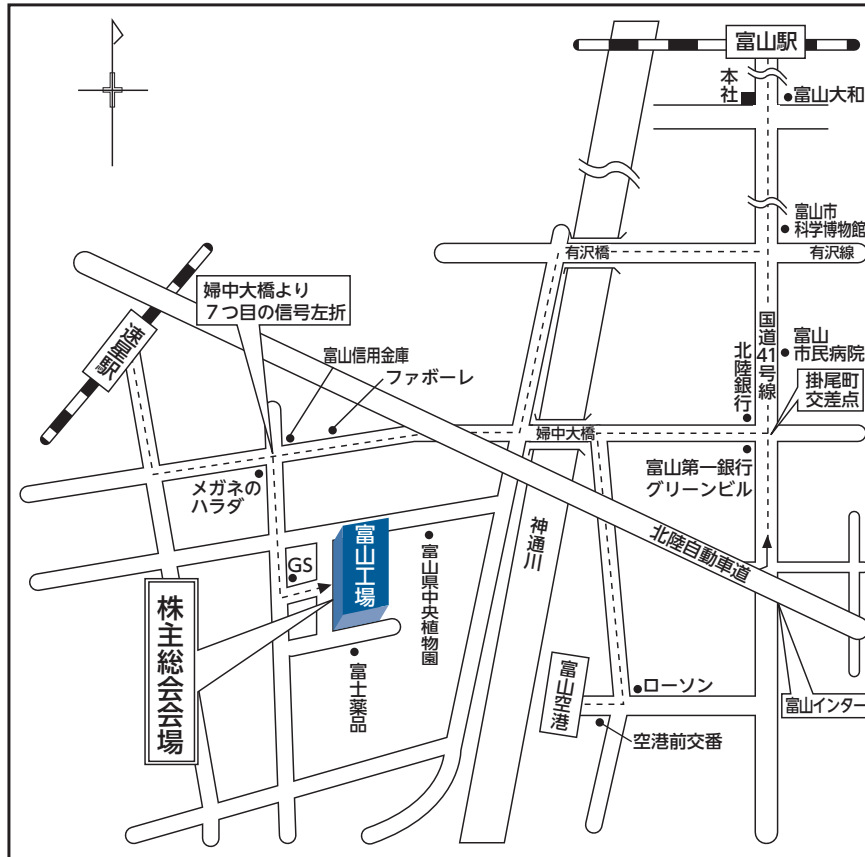 富山駅
本社
富山大和
富山市
科学博物館
有沢橋
有沢線
婦中大橋より
7つ目の信号左折
速星駅
富山信用金庫
ファボーレ
国道41号線
富山
市民病院
北陸銀行
掛尾町
交差点
婦中大橋
メガネの
ハラダ
富山第一銀行
グリーンビル
神通川
北陸自動車道
富山工場
GS
富山県中央植物園
株主総会会場
富士薬品
富山空港
ローソン
富山インター
空港前交番